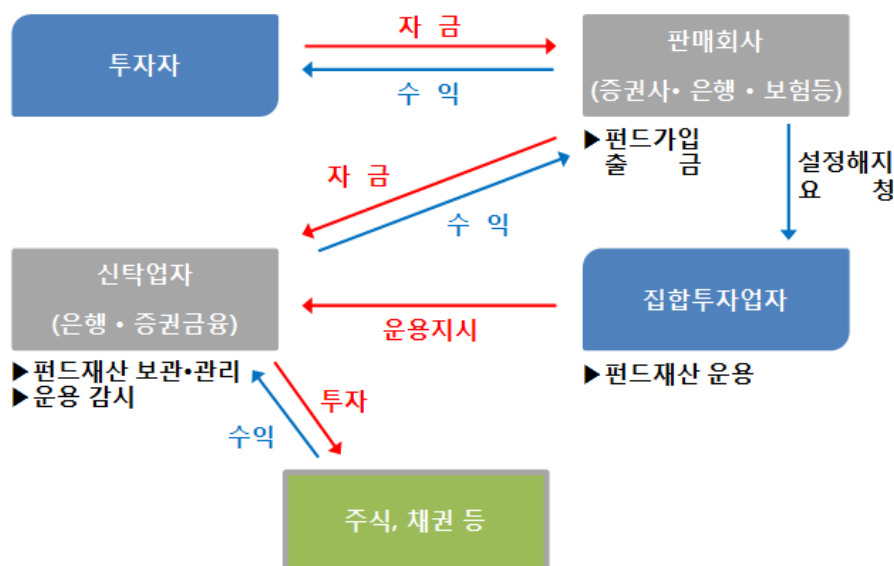 투자자
자 금
수 익
판매회사
(증권사• 은행 • 보험등)
▶펀드가입
출 금
설정해지
요 청
자 금
수 익
신탁업자
(은행 • 증권금융)
운용지시
집합투자업자
▶펀드재산 보관•관리
▶운용 감시
▶펀드재산 운용
투자
수익
주식, 채권 등